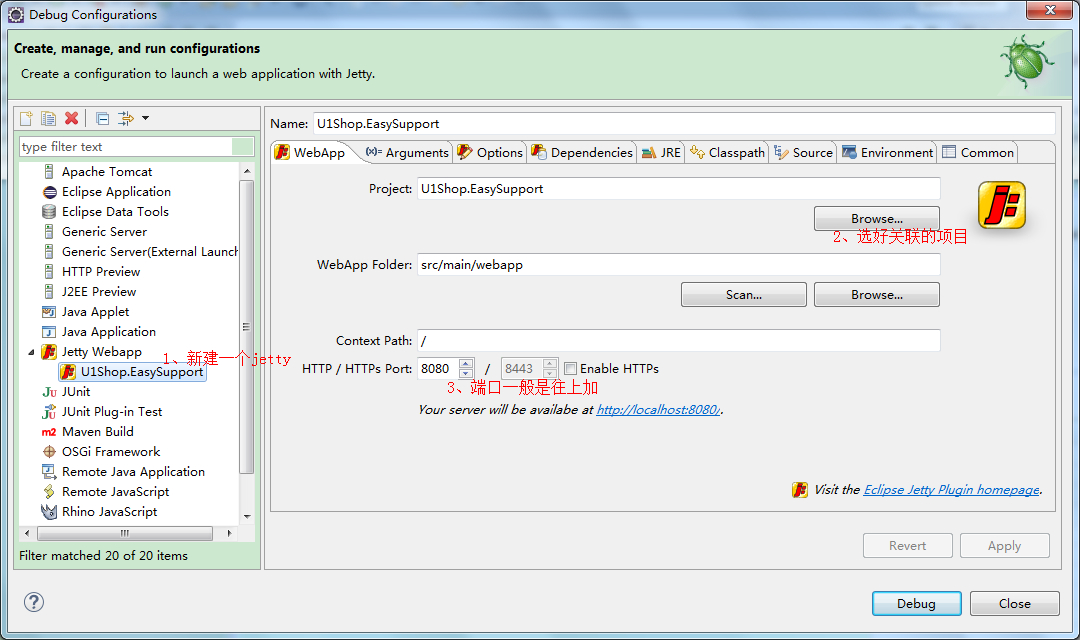 Debug Configurations
Create, manage, and run configurations
Create a configuration to launch a web application with Jetty.
type filter text
Apache Tomcat
Eclipse Application
Eclipse Data Tools
Generic Server
Generic Server(External Launch
HTTP Preview
J2EE Preview
Java Applet
Java Application
Jetty Webapp
1、新建一个jetty
U1Shop.EasySupport
JUnit
JUnit Plug-in Test
Maven Build
OSGi Framework
Remote Java Application
Remote JavaScript
Rhino JavaScript
Filter matched 20 of 20 items
Name: U1Shop.EasySupport
WebApp Arguments Options Dependencies JRE Classpath Source Environment Common
Project: U1Shop.EasySupport
Browse...
2、选好关联的项目
WebApp Folder: src/main/webapp
Scan... Browse...
Context Path: /
HTTP / HTTPs Port: 8080 / 8443 Enable HTTPs
3、端口一般是往上加
Your server will be availabe at http://localhost:8080/.
Visit the Eclipse Jetty Plugin homepage.
Revert Apply
Debug Close